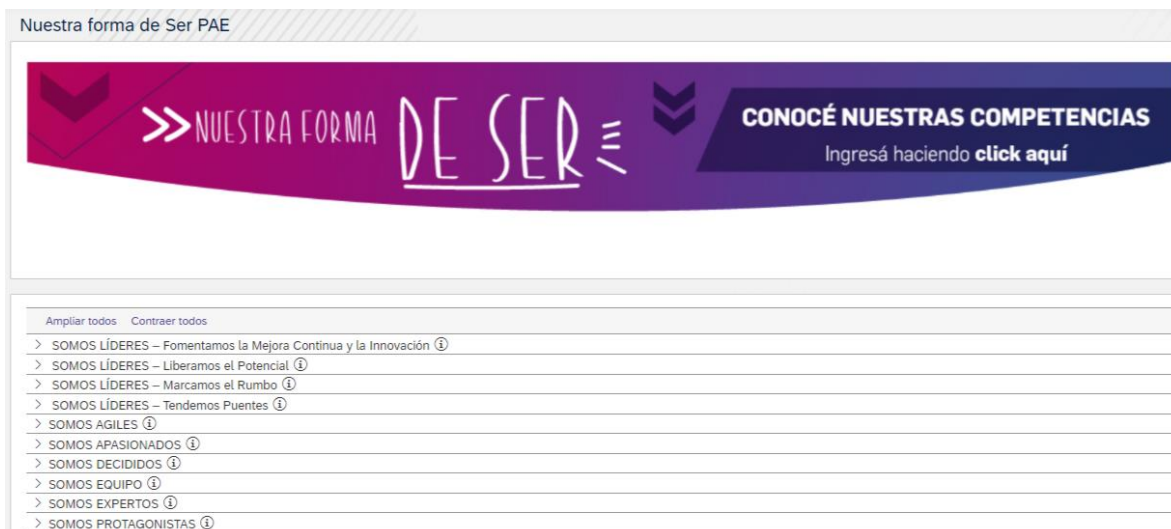 Nuestra forma de Ser PAE
NUESTRA FORMA DE SER
CONOCÉ NUESTRAS COMPETENCIAS
Ingresá haciendo click aquí
Ampliar todos Contraer todos
SOMOS LÍDERES – Fomentamos la Mejora Continua y la Innovación
SOMOS LÍDERES – Liberamos el Potencial
SOMOS LÍDERES – Marcamos el Rumbo
SOMOS LÍDERES – Tendemos Puentes
SOMOS AGILES
SOMOS APASIONADOS
SOMOS DECIDIDOS
SOMOS EQUIPO
SOMOS EXPERTOS
SOMOS PROTAGONISTAS